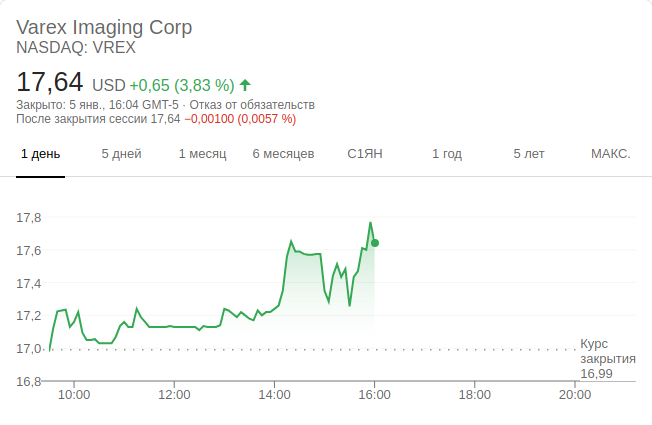 Varex Imaging Corp
NASDAQ: VREX
17,64 USD +0,65 (3,83 %)
Закрыто: 5 янв., 16:04 GMT-5 · Отказ от обязательств
После закрытия сессии 17,64 −0,00100 (0,0057 %)
1 день 5 дней 1 месяц 6 месяцев С1ЯН 1 год 5 лет МАКС.
17,8
17,6
17,4
17,2
17,0
16,8
Курс
закрытия
16,99
10:00 12:00 14:00 16:00 18:00 20:00